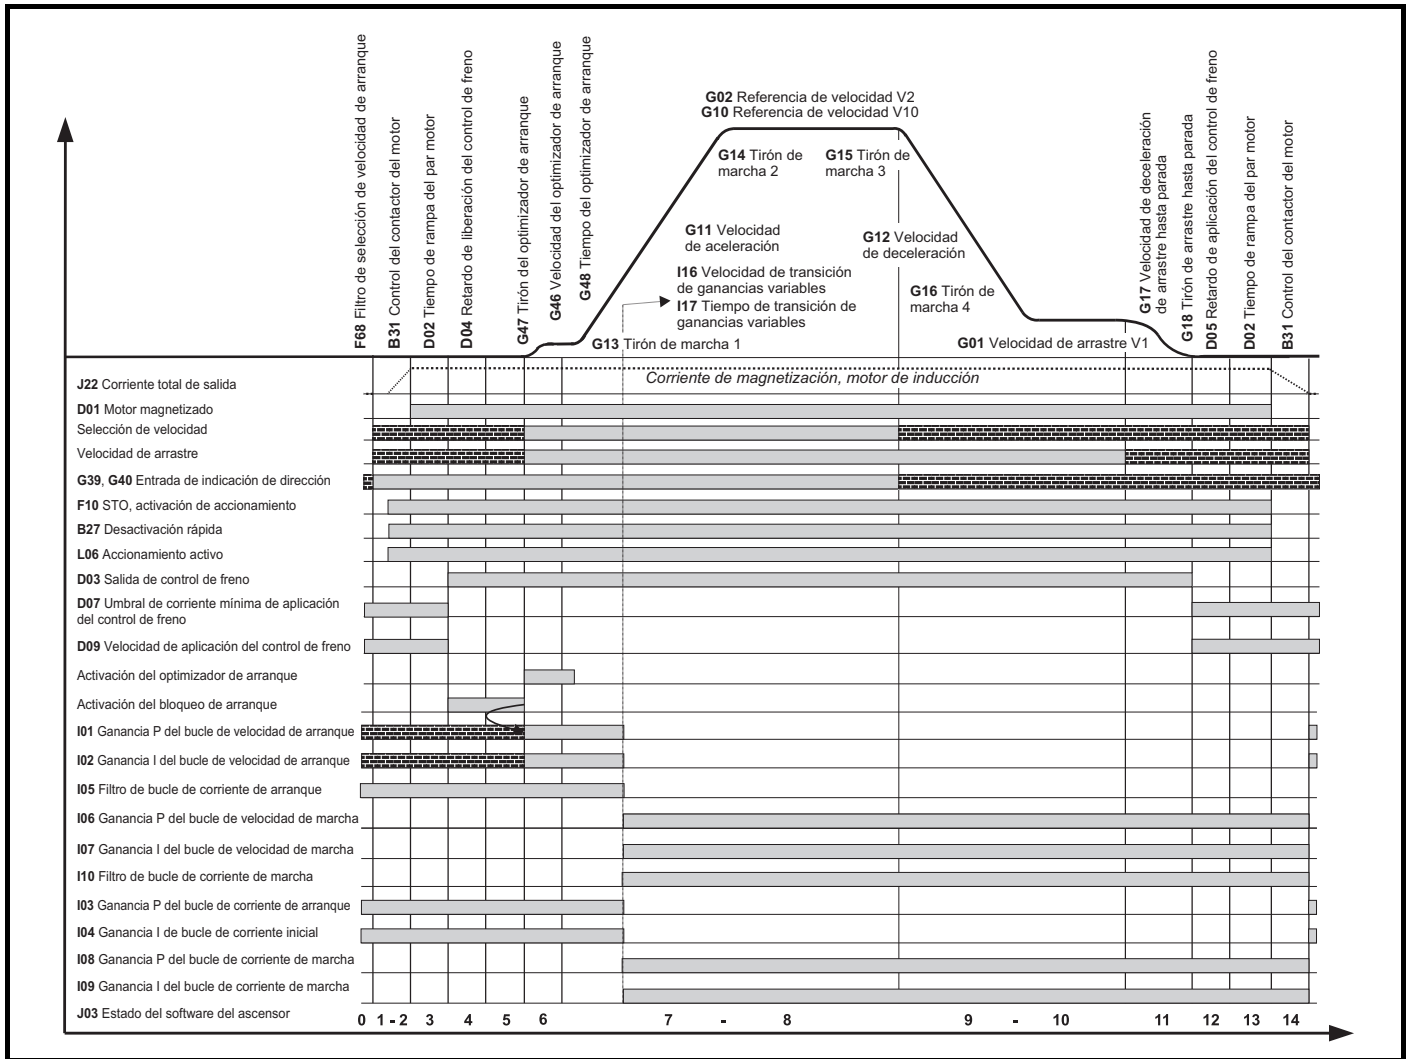 F68 Filtro de selección de velocidad de arranque
B31 Control del contactor del motor
D02 Tiempo de rampa del par motor
D04 Retardo de liberación del control de freno
G47 Tirón del optimizador de arranque
G46 Velocidad del optimizador de arranque
G48 Tiempo del optimizador de arranque
G02 Referencia de velocidad V2
G10 Referencia de velocidad V10
G14 Tirón de
marcha 2
G15 Tirón de
marcha 3
G11 Velocidad
de aceleración
G12 Velocidad
de deceleración
I16 Velocidad de transición
de ganancias variables
I17 Tiempo de transición de
ganancias variables
G16 Tirón de
marcha 4
G13 Tirón de marcha 1
G01 Velocidad de arrastre V1
G17 Velocidad de deceleración
de arrastre hasta parada
G18 Tirón de arrastre hasta parada
D05 Retardo de aplicación del control de freno
D02 Tiempo de rampa del par motor
B31 Control del contactor del motor
Corriente de magnetización, motor de inducción
J22 Corriente total de salida
D01 Motor magnetizado
Selección de velocidad
Velocidad de arrastre
G39, G40 Entrada de indicación de dirección
F10 STO, activación de accionamiento
B27 Desactivación rápida
L06 Accionamiento activo
D03 Salida de control de freno
D07 Umbral de corriente mínima de aplicación
del control de freno
D09 Velocidad de aplicación del control de freno
Activación del optimizador de arranque
Activación del bloqueo de arranque
I01 Ganancia P del bucle de velocidad de arranque
I02 Ganancia I del bucle de velocidad de arranque
I05 Filtro de bucle de corriente de arranque
I06 Ganancia P del bucle de velocidad de marcha
I07 Ganancia I del bucle de velocidad de marcha
I10 Filtro de bucle de corriente de marcha
I03 Ganancia P del bucle de corriente de arranque
I04 Ganancia I de bucle de corriente inicial
I08 Ganancia P del bucle de corriente de marcha
I09 Ganancia I del bucle de corriente de marcha
J03 Estado del software del ascensor
0 1 - 2 3 4 5 6 7 - 8 9 - 10 11 12 13 14